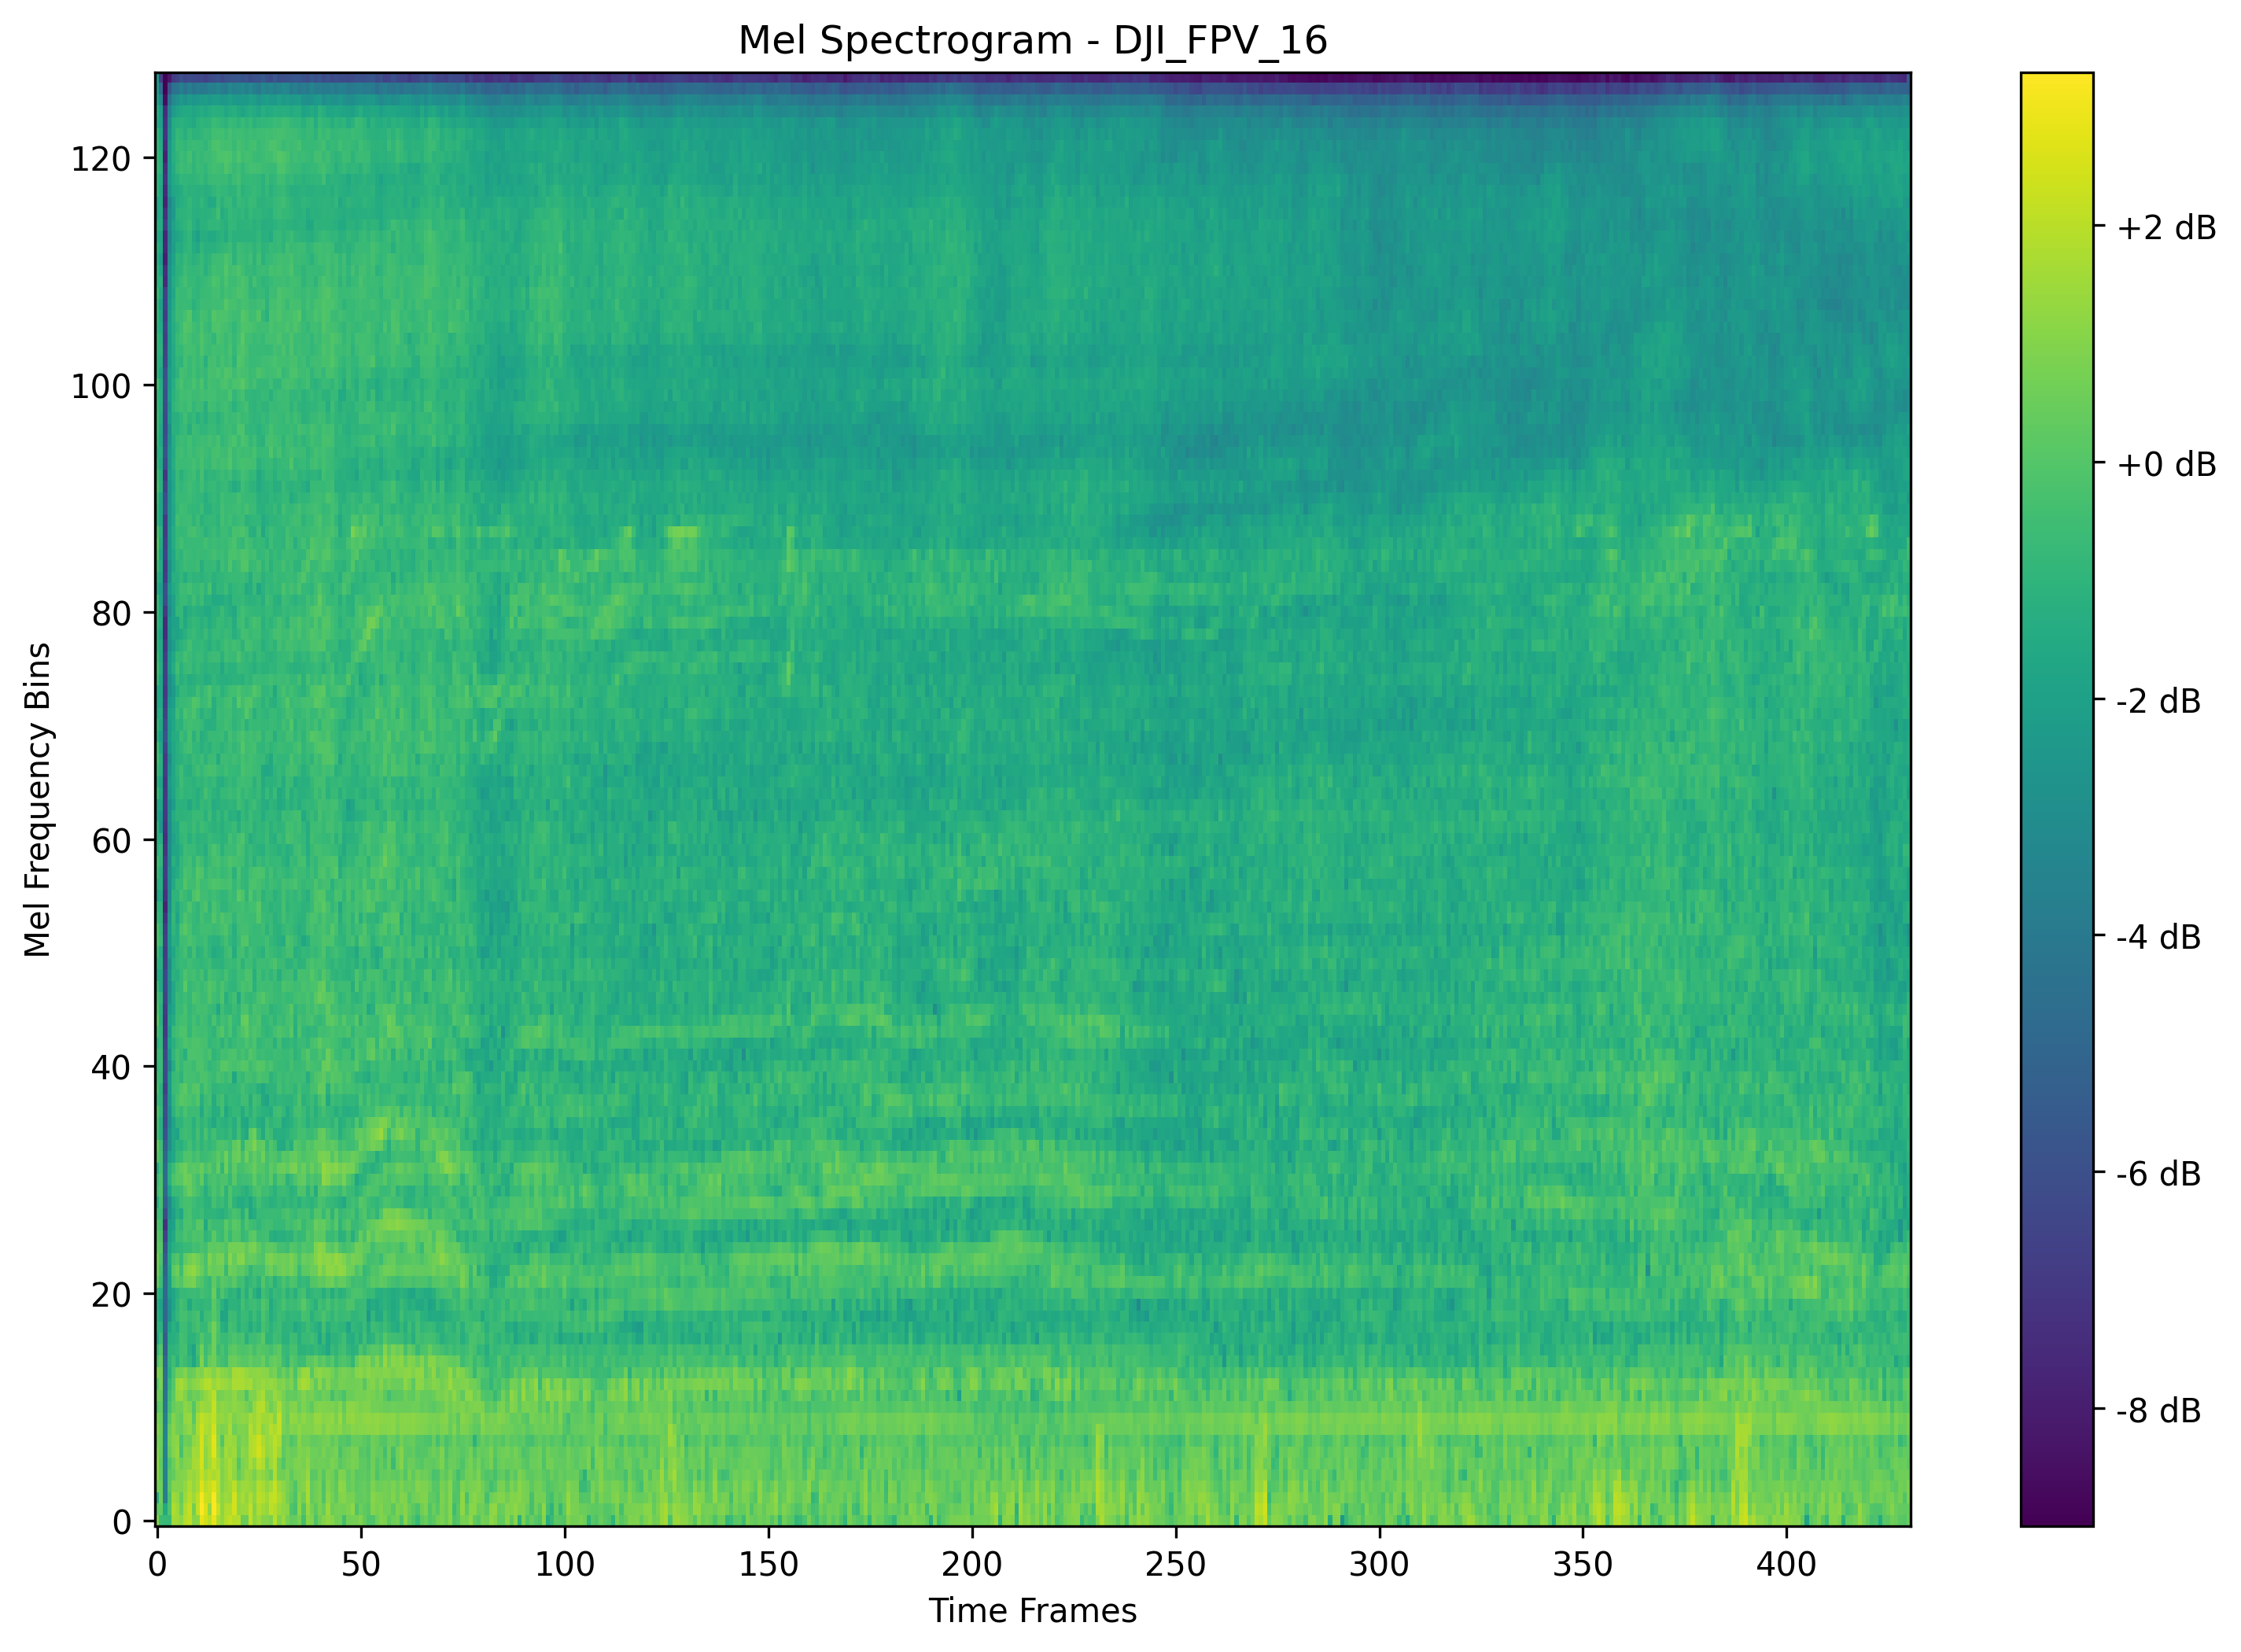 Mel Spectrogram - DJI_FPV_16
Mel Frequency Bins
120
100
80
60
40
20
0
0 50 100 150 200 250 300 350 400
Time Frames
+2 dB
+0 dB
-2 dB
-4 dB
-6 dB
-8 dB